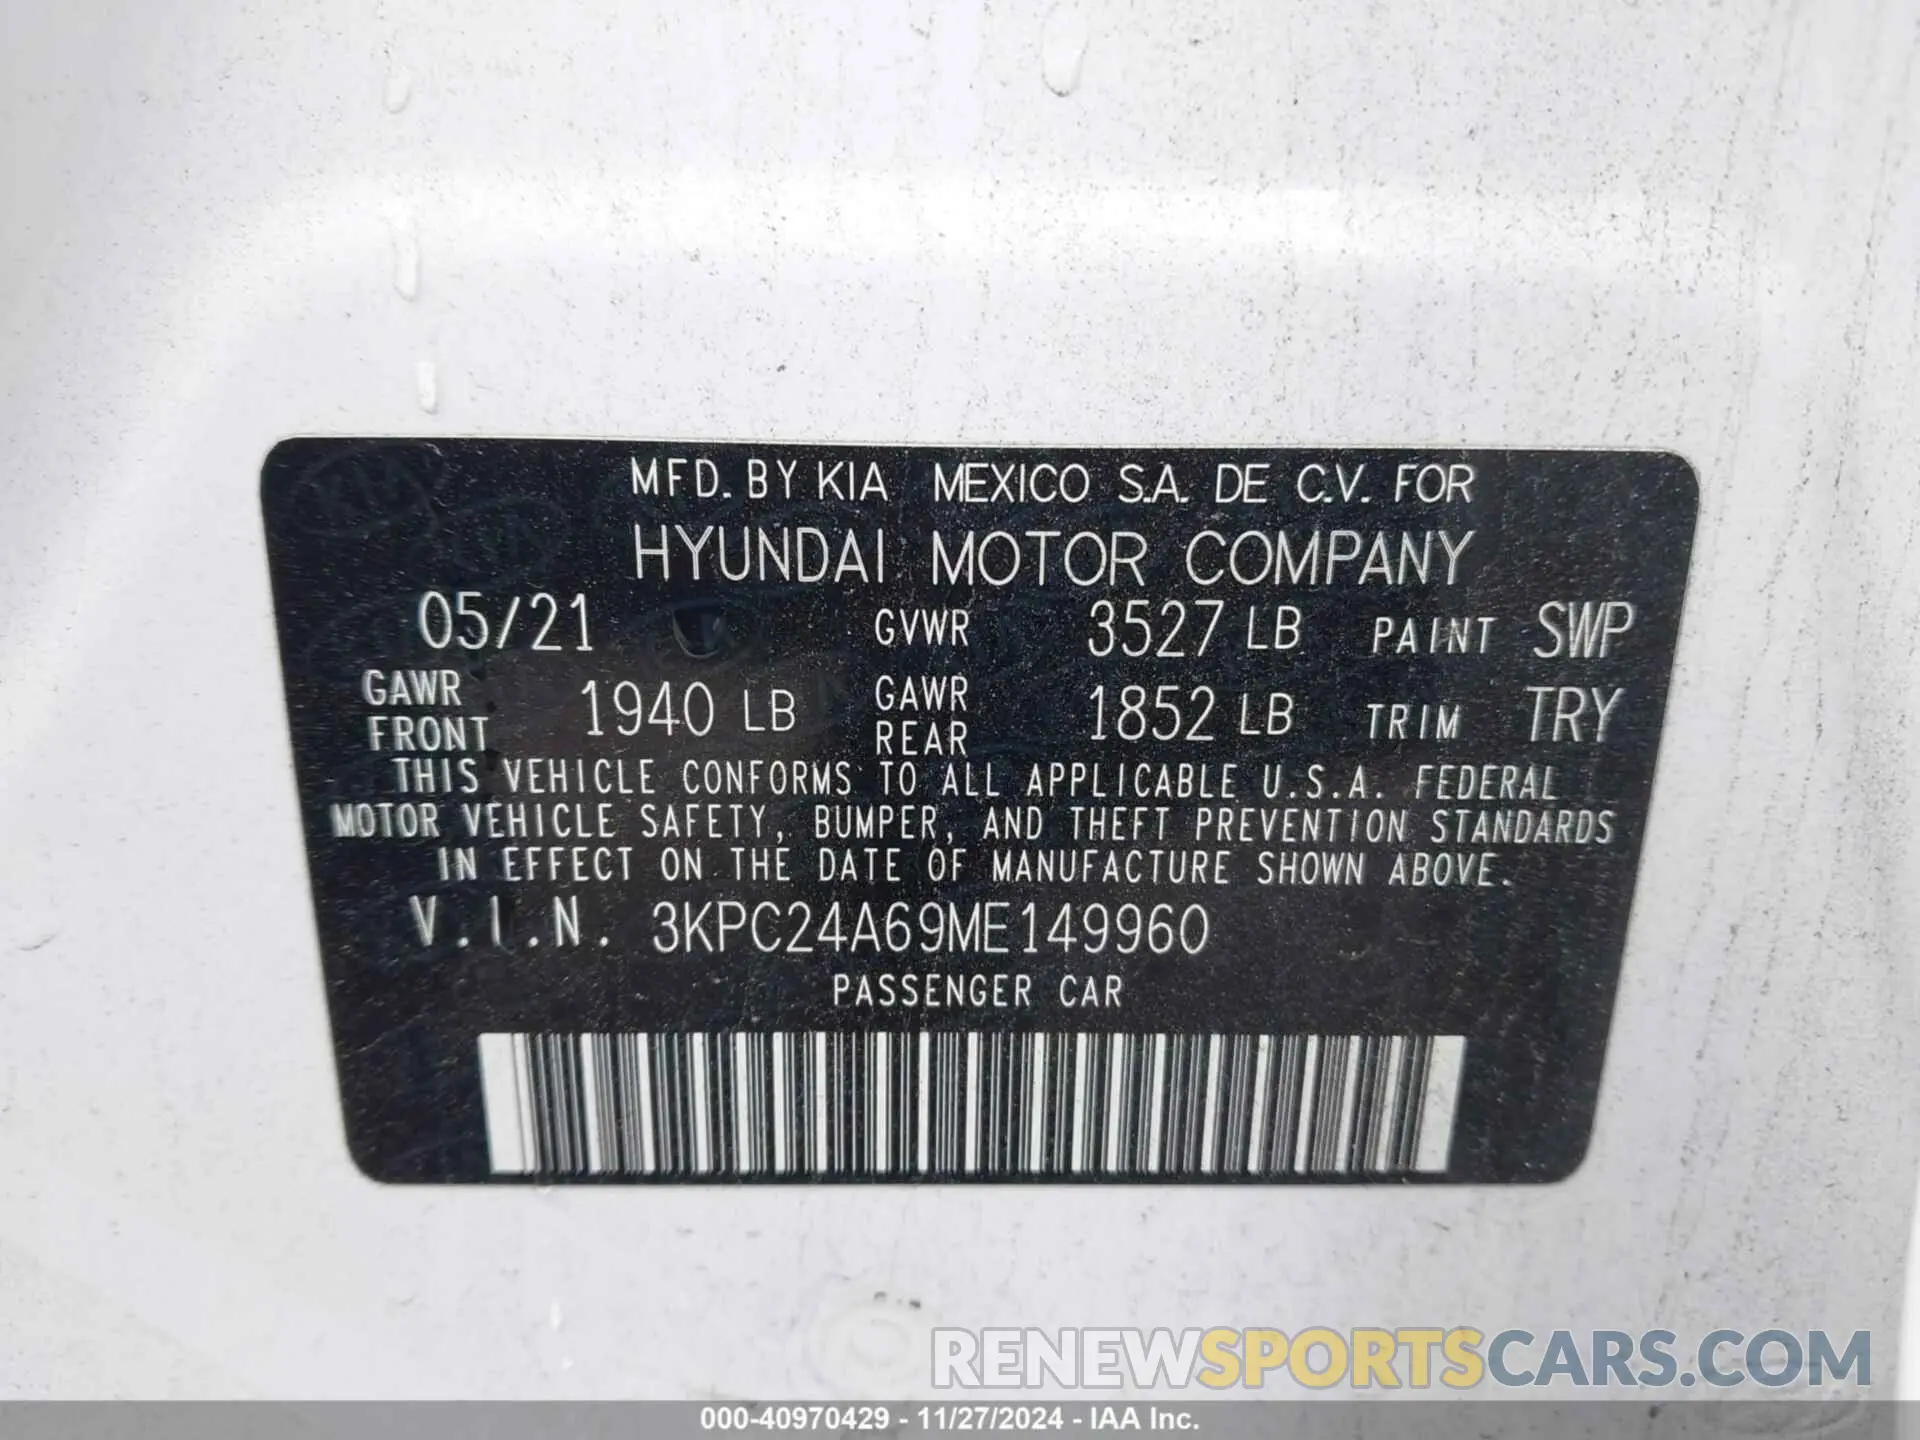 MFD. BY KIA MEXICO S.A. DE C.V. FOR
HYUNDAI MOTOR COMPANY
05/21 GVWR 3527 LB PAINT SWP
GAWR FRONT 1940 LB GAWR REAR 1852 LB TRIM TRY
THIS VEHICLE CONFORMS TO ALL APPLICABLE U.S.A. FEDERAL
MOTOR VEHICLE SAFETY, BUMPER, AND THEFT PREVENTION STANDARDS
IN EFFECT ON THE DATE OF MANUFACTURE SHOWN ABOVE.
V.I.N. 3KPC24A69ME149960
PASSENGER CAR
RENEWSPORTSCARS.COM
000-40970429 - 11/27/2024 - IAA Inc.